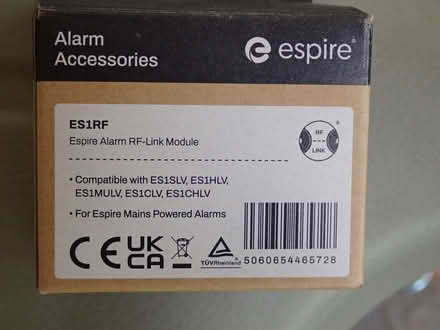 Alarm
Accessories
espire®
ES1RF
Espire Alarm RF-Link Module
RF
LINK
• Compatible with ES1SLV, ES1HLV,
ES1MULV, ES1CLV, ES1CHLV
• For Espire Mains Powered Alarms
CE
UK
CA
TÜVRheinland®
5060654465728